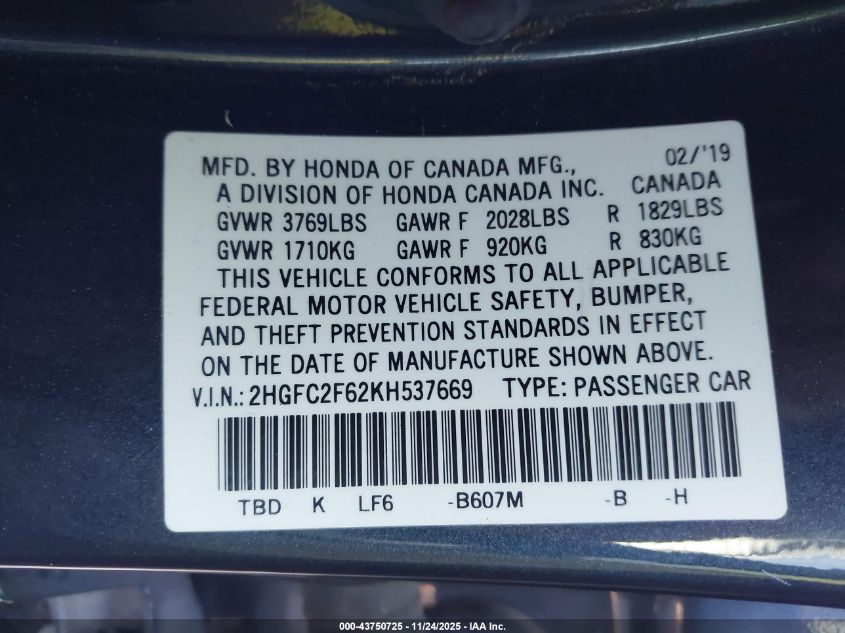 MFD. BY HONDA OF CANADA MFG., 02/'19
A DIVISION OF HONDA CANADA INC. CANADA
GVWR 3769LBS GAWR F 2028LBS R 1829LBS
GVWR 1710KG GAWR F 920KG R 830KG
THIS VEHICLE CONFORMS TO ALL APPLICABLE
FEDERAL MOTOR VEHICLE SAFETY, BUMPER,
AND THEFT PREVENTION STANDARDS IN EFFECT
ON THE DATE OF MANUFACTURE SHOWN ABOVE.
V.I.N.: 2HGFC2F62KH537669 TYPE: PASSENGER CAR
TBD K LF6 -B607M -B -H
000-43750725 - 11/24/2025 - IAA Inc.